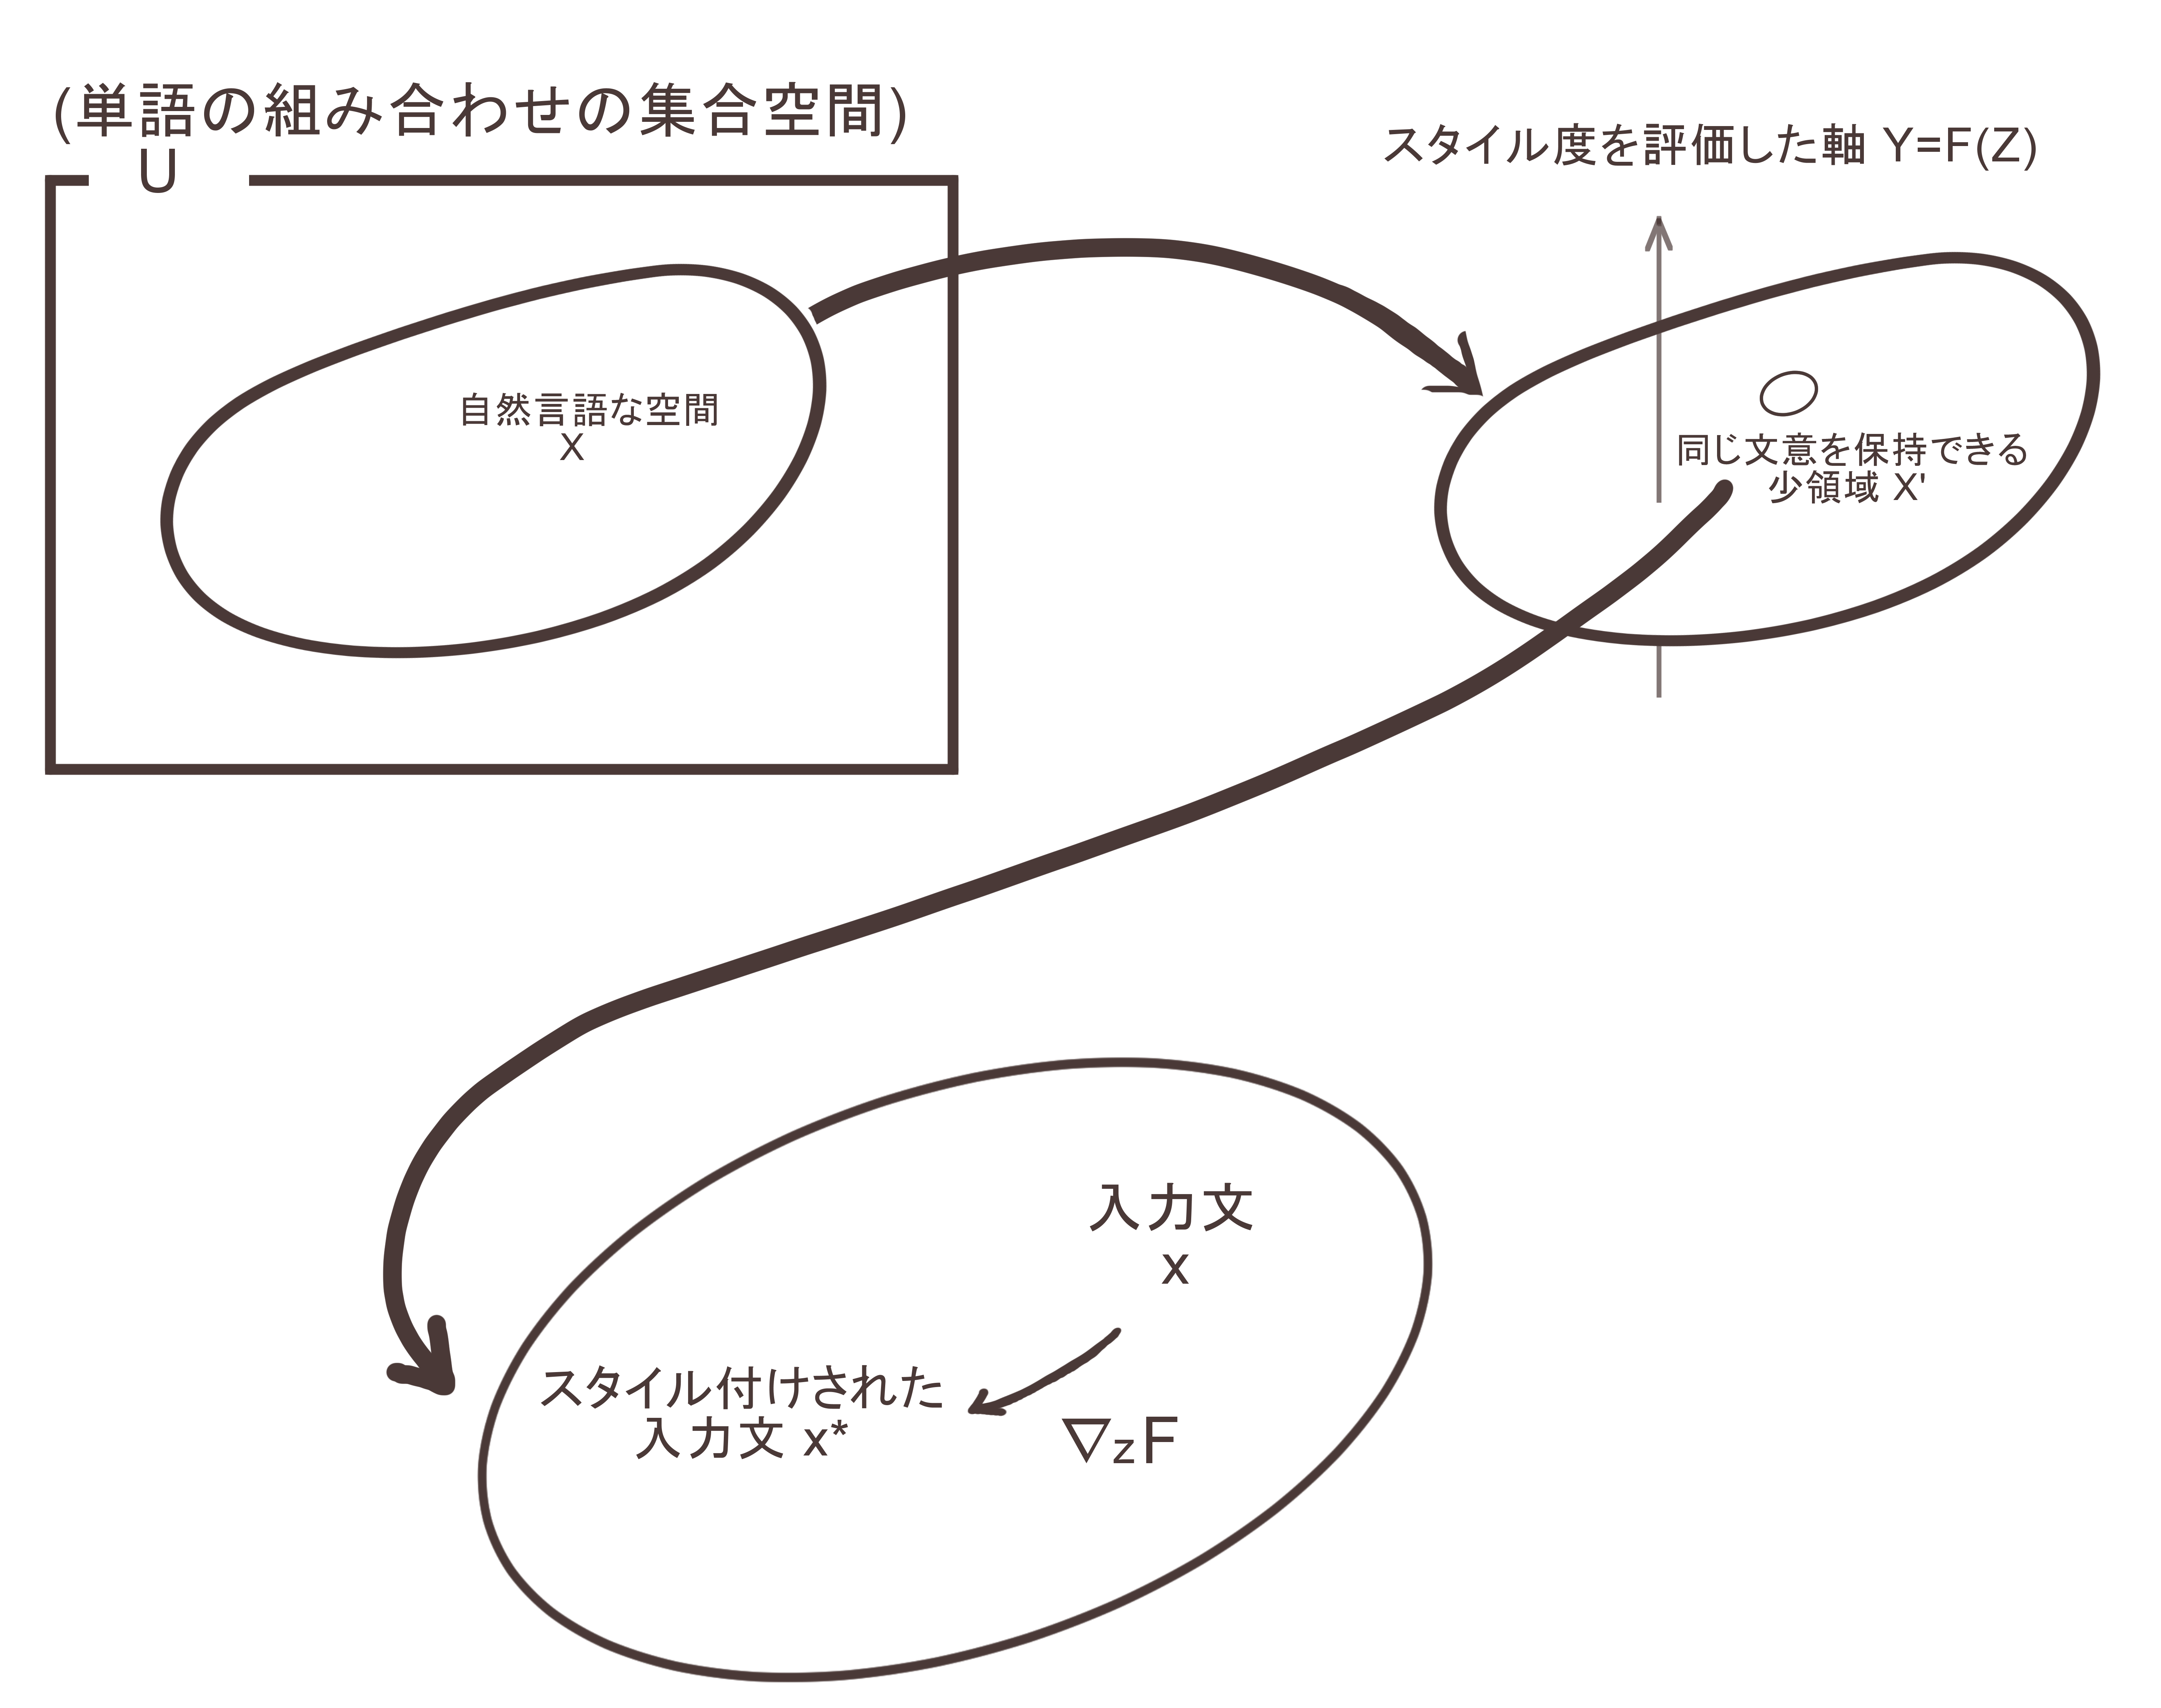 (単語の組み合わせの集合空間)
U
スタイル度を評価した軸 Y=F(Z)
自然言語な空間
X
同じ文意を保持できる
少領域 X'
入力文
x
スタイル付けされた
入力文 x*
▽zF